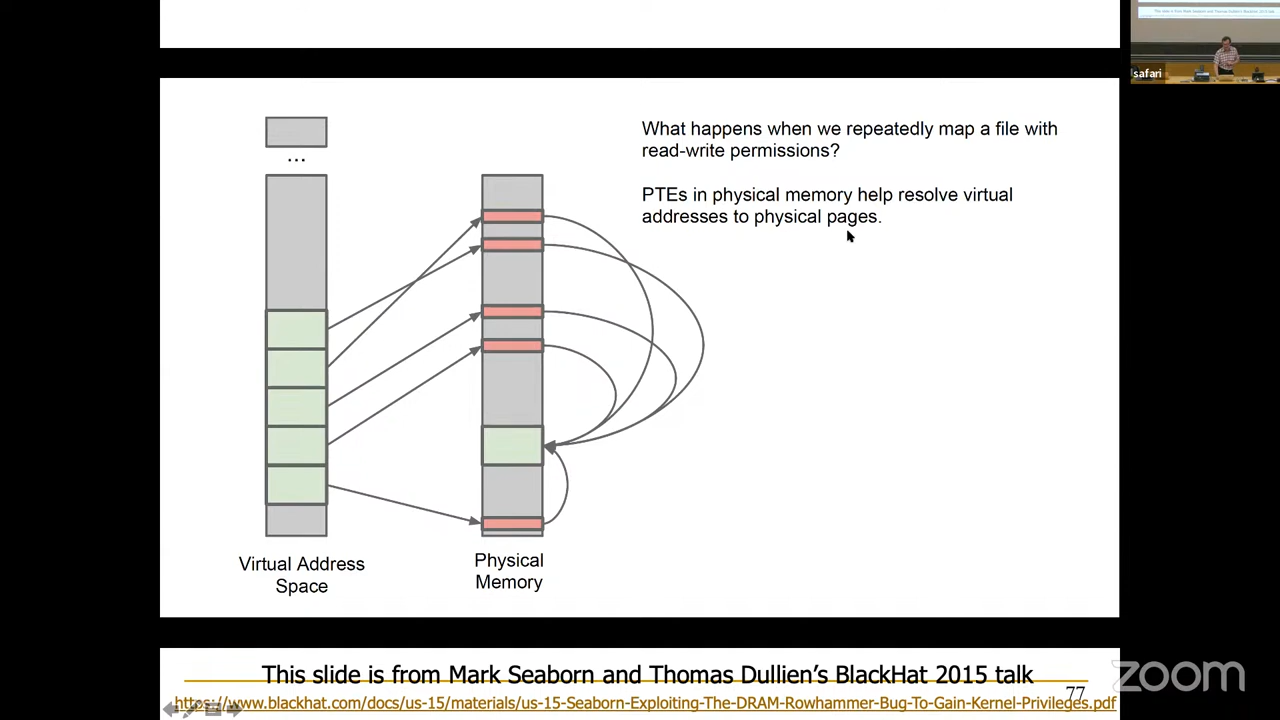 safari
...
What happens when we repeatedly map a file with
read-write permissions?
PTEs in physical memory help resolve virtual
addresses to physical pages.
Virtual Address
Space
Physical
Memory
This slide is from Mark Seaborn and Thomas Dullien's BlackHat 2015 talk
77
https://www.blackhat.com/docs/us-15/materials/us-15-Seaborn-Exploiting-The-DRAM-Rowhammer-Bug-To-Gain-Kernel-Privileges.pdf
zoom